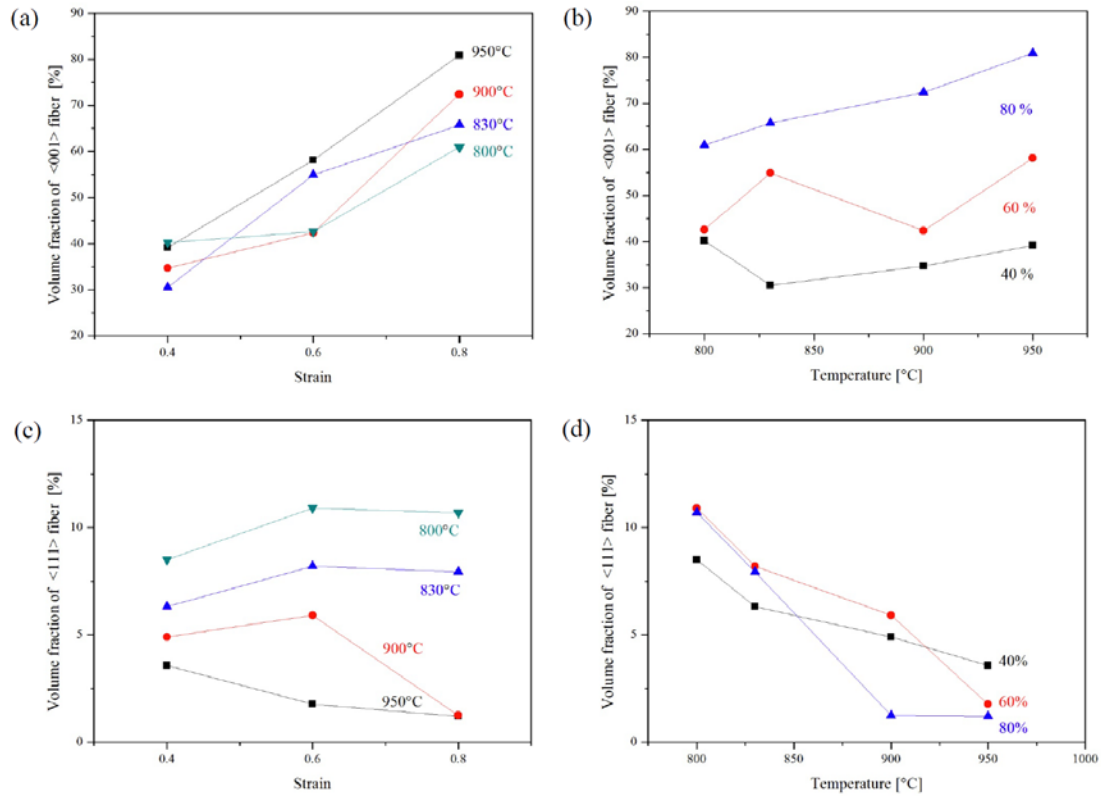 (a)
Volume fraction of <001> fiber [%]
90
80
70
60
50
40
30
20
950°C
900°C
830°C
800°C
0.4 0.6 0.8
Strain
(b)
Volume fraction of <001> fiber [%]
90
80
70
60
50
40
30
20
80 %
60 %
40 %
800 850 900 950
Temperature [°C]
(c)
Volume fraction of <111> fiber [%]
15
10
5
0
800°C
830°C
900°C
950°C
0.4 0.6 0.8
Strain
(d)
Volume fraction of <111> fiber [%]
15
10
5
0
40%
60%
80%
800 850 900 950 1000
Temperature [°C]